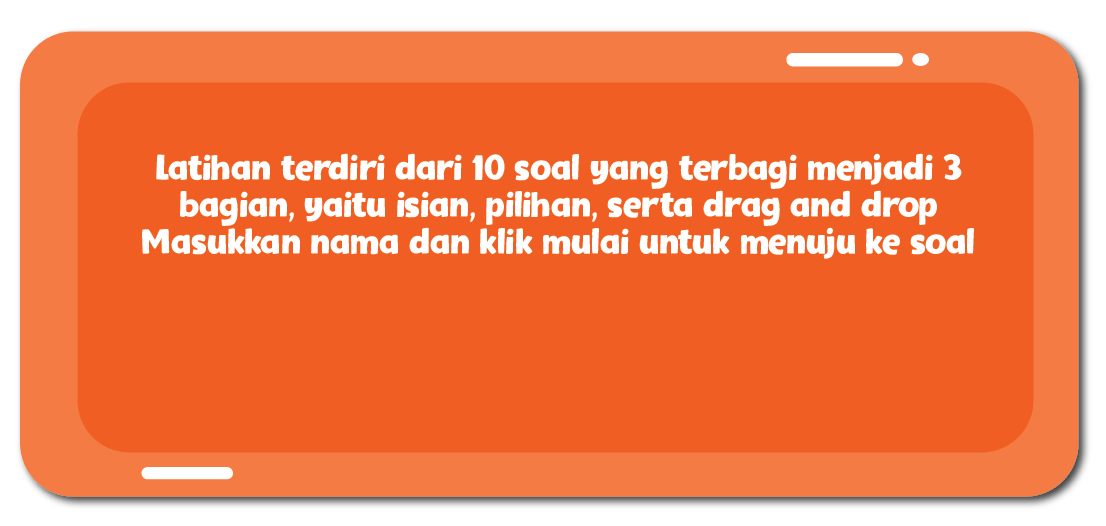 Latihan terdiri dari 10 soal yang terbagi menjadi 3
bagian, yaitu isian, pilihan, serta drag and drop
Masukkan nama dan klik mulai untuk menuju ke soal